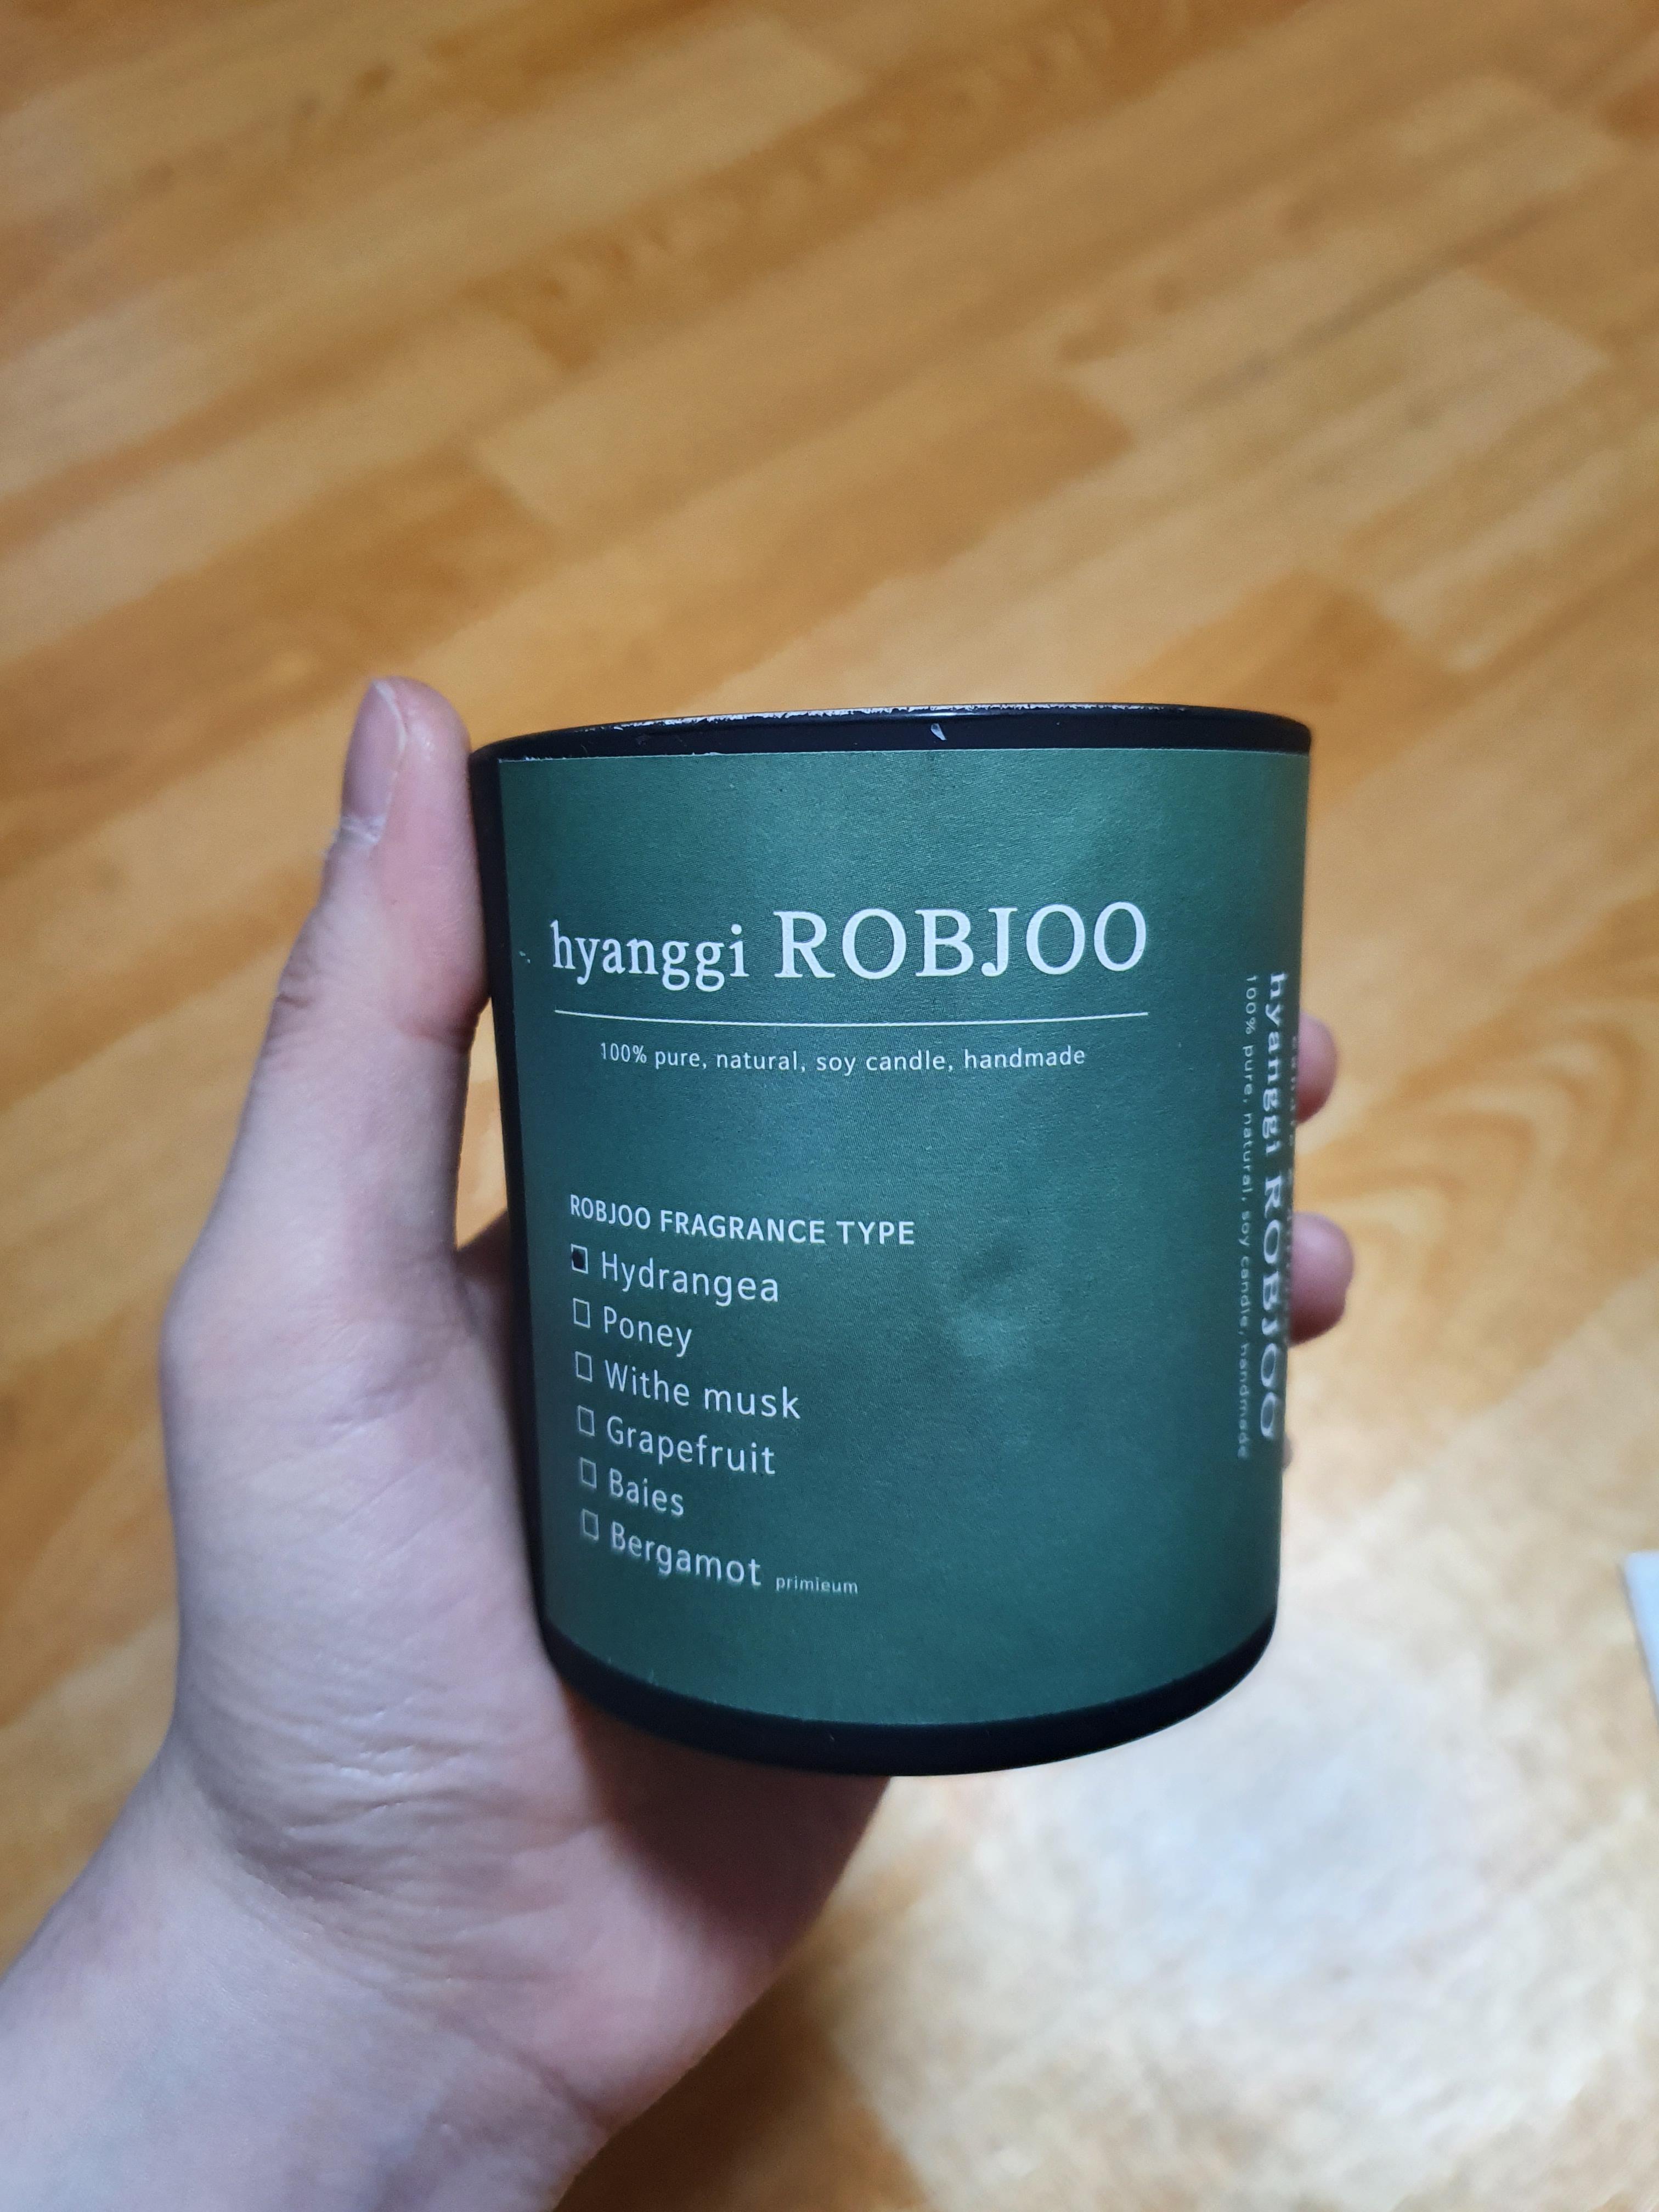 hyanggi ROBJOO
100% pure, natural, soy candle, handmade
ROBJOO FRAGRANCE TYPE
Hydrangea
Poney
Withe musk
Grapefruit
Baies
Bergamot primieum
hyanggi ROBJOO
100% pure, natural, soy candle, handmade